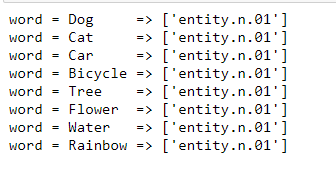 word = Dog     => ['entity.n.01']
word = Cat     => ['entity.n.01']
word = Car     => ['entity.n.01']
word = Bicycle => ['entity.n.01']
word = Tree    => ['entity.n.01']
word = Flower  => ['entity.n.01']
word = Water   => ['entity.n.01']
word = Rainbow => ['entity.n.01']